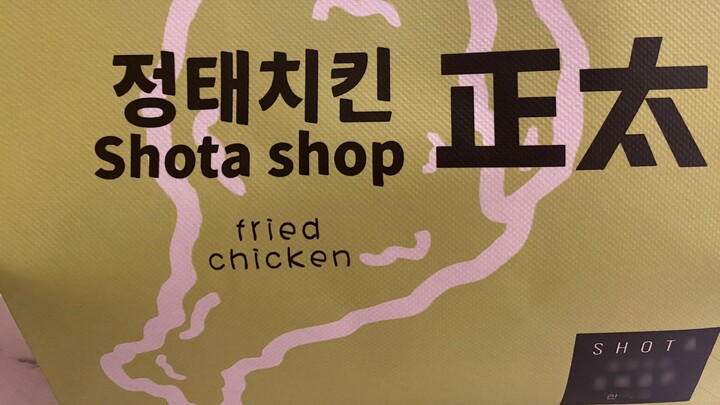 정태치킨
Shota shop
正太
fried
chicken
SHOT